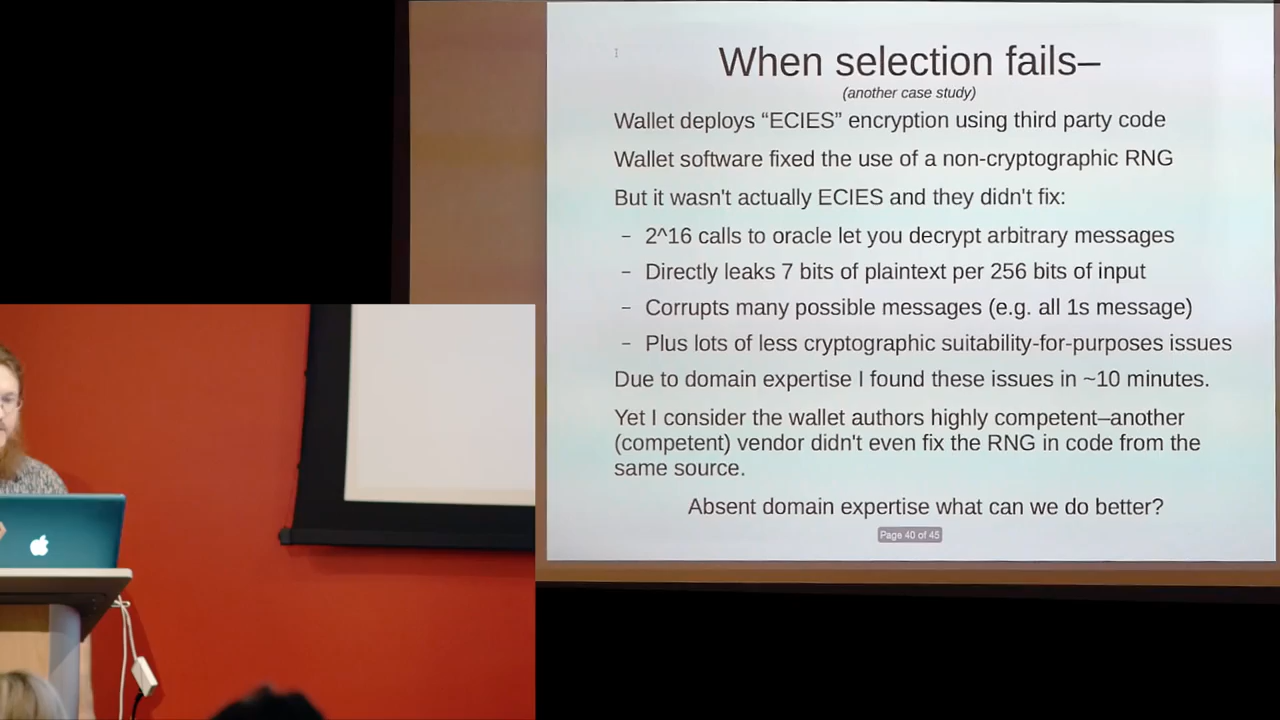 When selection fails–
(another case study)
Wallet deploys “ECIES” encryption using third party code
Wallet software fixed the use of a non-cryptographic RNG
But it wasn't actually ECIES and they didn't fix:
– 2^16 calls to oracle let you decrypt arbitrary messages
– Directly leaks 7 bits of plaintext per 256 bits of input
– Corrupts many possible messages (e.g. all 1s message)
– Plus lots of less cryptographic suitability-for-purposes issues
Due to domain expertise I found these issues in ~10 minutes.
Yet I consider the wallet authors highly competent–another
(competent) vendor didn't even fix the RNG in code from the
same source.
Absent domain expertise what can we do better?
Page 40 of 45